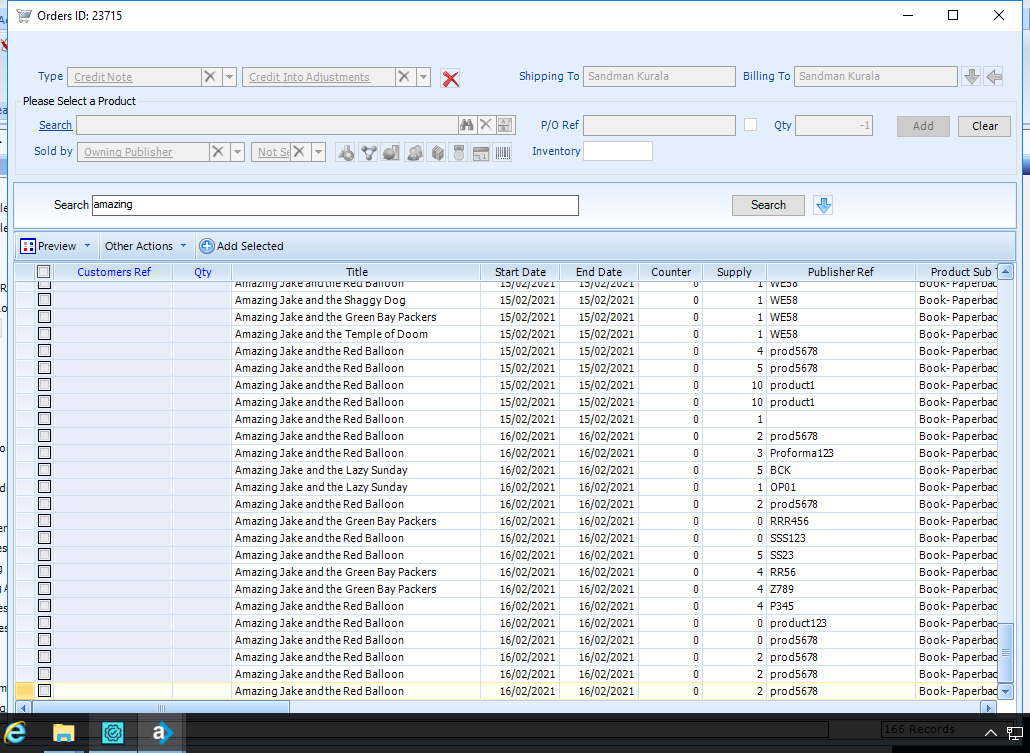 Orders ID: 23715
Type Credit Note Credit Into Adjustments Shipping To Sandman Kurala Billing To Sandman Kurala
Please Select a Product
Search P/O Ref Qty -1 Add Clear
Sold by Owning Publisher Not Se Inventory
Search amazing Search
Preview Other Actions Add Selected
Customers Ref Qty Title Start Date End Date Counter Supply Publisher Ref Product Sub T
Amazing Jake and the Red Balloon 15/02/2021 15/02/2021 0 1 WE58 Book- Paperbac
Amazing Jake and the Shaggy Dog 15/02/2021 15/02/2021 0 1 WE58 Book- Paperbac
Amazing Jake and the Green Bay Packers 15/02/2021 15/02/2021 0 1 WE58 Book- Paperbac
Amazing Jake and the Temple of Doom 15/02/2021 15/02/2021 0 1 WE58 Book- Paperbac
Amazing Jake and the Red Balloon 15/02/2021 15/02/2021 0 4 prod5678 Book- Paperbac
Amazing Jake and the Red Balloon 15/02/2021 15/02/2021 0 5 prod5678 Book- Paperbac
Amazing Jake and the Red Balloon 15/02/2021 15/02/2021 0 10 product1 Book- Paperbac
Amazing Jake and the Red Balloon 15/02/2021 15/02/2021 0 10 product1 Book- Paperbac
Amazing Jake and the Red Balloon 15/02/2021 15/02/2021 0 1 Book- Paperbac
Amazing Jake and the Red Balloon 16/02/2021 16/02/2021 0 2 prod5678 Book- Paperbac
Amazing Jake and the Red Balloon 16/02/2021 16/02/2021 0 3 Proforma123 Book- Paperbac
Amazing Jake and the Lazy Sunday 16/02/2021 16/02/2021 0 5 BCK Book- Paperbac
Amazing Jake and the Lazy Sunday 16/02/2021 16/02/2021 0 1 OP01 Book- Paperbac
Amazing Jake and the Red Balloon 16/02/2021 16/02/2021 0 2 prod5678 Book- Paperbac
Amazing Jake and the Green Bay Packers 16/02/2021 16/02/2021 0 0 RRR456 Book- Paperbac
Amazing Jake and the Red Balloon 16/02/2021 16/02/2021 0 0 SSS123 Book- Paperbac
Amazing Jake and the Red Balloon 16/02/2021 16/02/2021 0 5 SS23 Book- Paperbac
Amazing Jake and the Green Bay Packers 16/02/2021 16/02/2021 0 4 RR56 Book- Paperbac
Amazing Jake and the Green Bay Packers 16/02/2021 16/02/2021 0 4 Z789 Book- Paperbac
Amazing Jake and the Red Balloon 16/02/2021 16/02/2021 0 4 P345 Book- Paperbac
Amazing Jake and the Red Balloon 16/02/2021 16/02/2021 0 0 product123 Book- Paperbac
Amazing Jake and the Red Balloon 16/02/2021 16/02/2021 0 0 prod5678 Book- Paperbac
Amazing Jake and the Red Balloon 16/02/2021 16/02/2021 0 2 prod5678 Book- Paperbac
Amazing Jake and the Red Balloon 16/02/2021 16/02/2021 0 2 prod5678 Book- Paperbac
Amazing Jake and the Red Balloon 16/02/2021 16/02/2021 0 2 prod5678 Book- Paperbac
166 Records